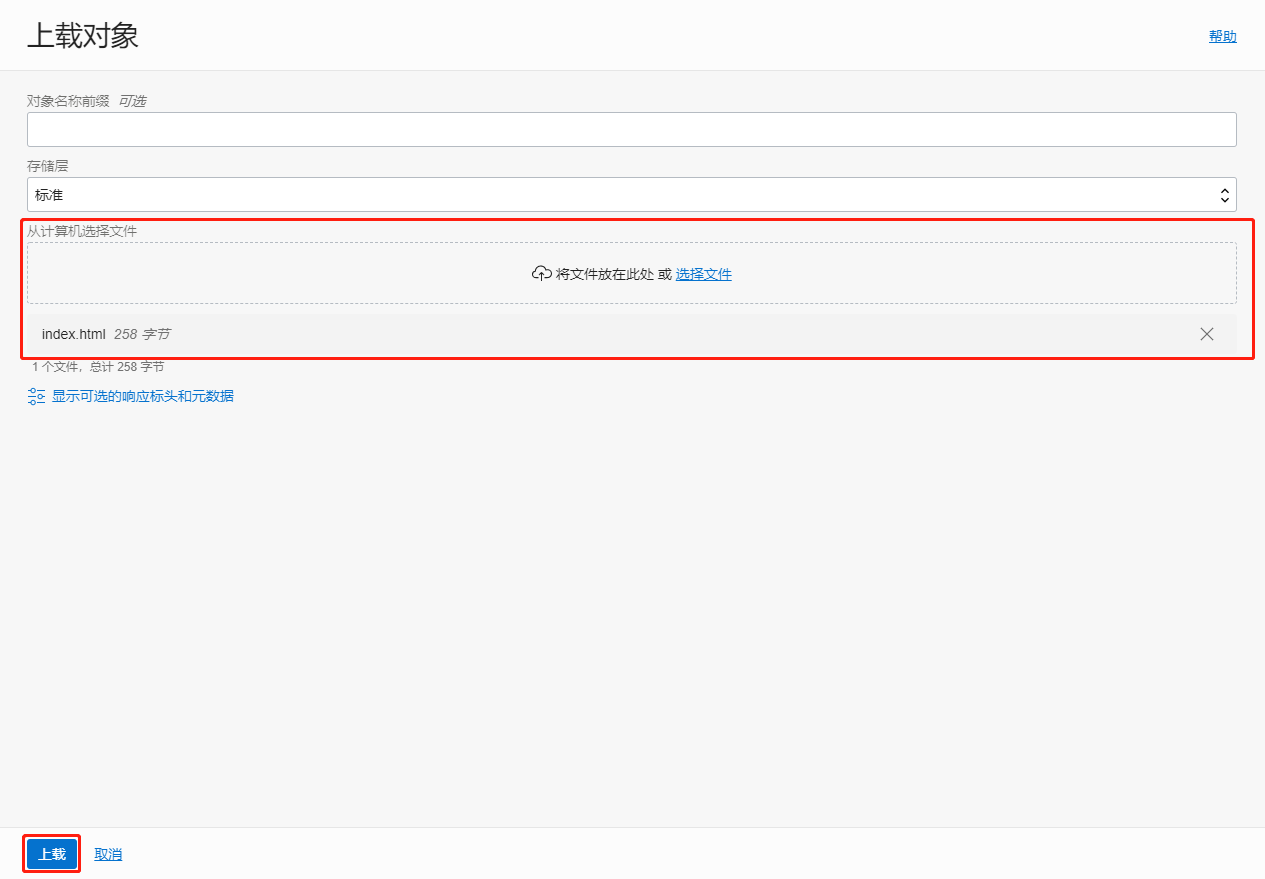 上载对象
帮助
对象名称前缀 可选
存储层
标准
从计算机选择文件
将文件放在此处 或 选择文件
index.html 258 字节
1 个文件，总计 258 字节
显示可选的响应标头和元数据
上载 取消